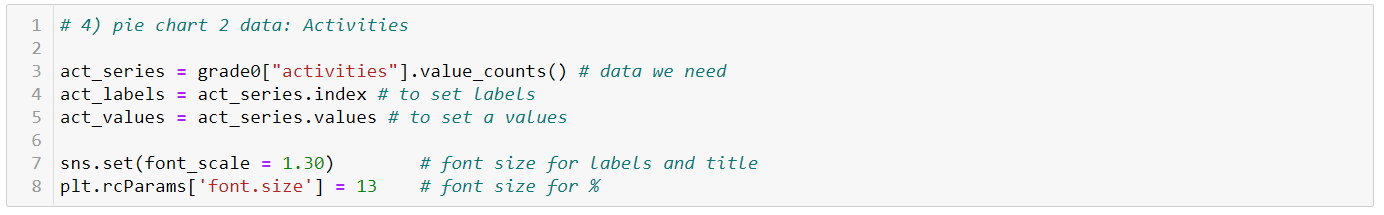 1 # 4) pie chart 2 data: Activities
2
3 act_series = grade0["activities"].value_counts() # data we need
4 act_labels = act_series.index # to set labels
5 act_values = act_series.values # to set a values
6
7 sns.set(font_scale = 1.30)        # font size for labels and title
8 plt.rcParams['font.size'] = 13    # font size for %